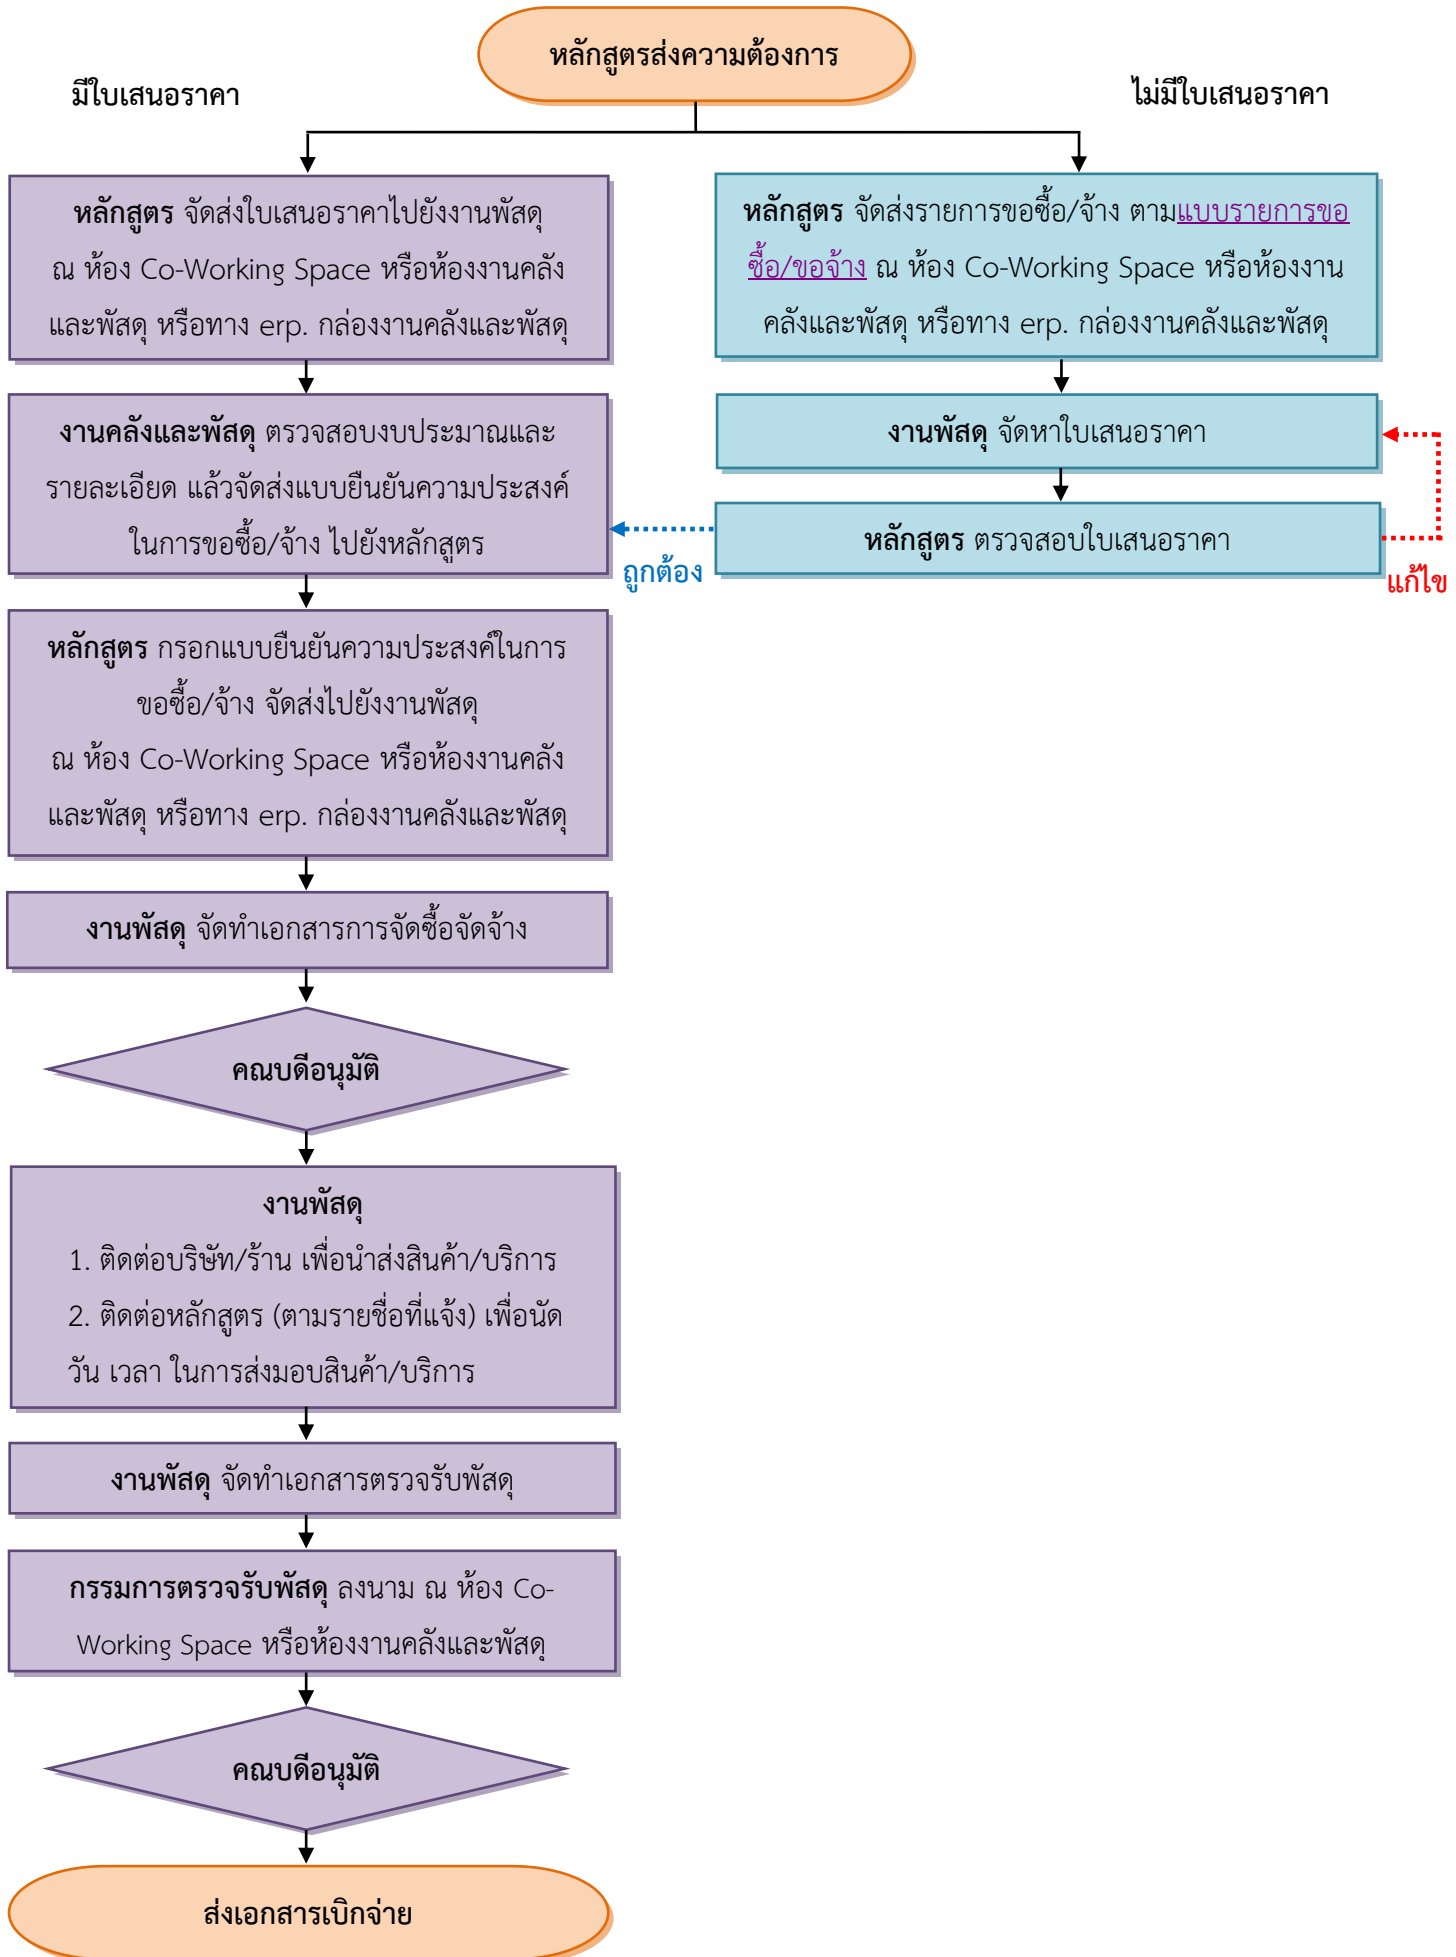 หลักสูตรส่งความต้องการ
มีใบเสนอราคา
ไม่มีใบเสนอราคา
หลักสูตร จัดส่งใบเสนอราคาไปยังงานพัสดุ
ณ ห้อง Co-Working Space หรือห้องงานคลัง
และพัสดุ หรือทาง erp. กล่องงานคลังและพัสดุ
หลักสูตร จัดส่งรายการขอซื้อ/จ้าง ตามแบบรายการขอ
ซื้อ/ขอจ้าง ณ ห้อง Co-Working Space หรือห้องงาน
คลังและพัสดุ หรือทาง erp. กล่องงานคลังและพัสดุ
งานพัสดุ จัดหาใบเสนอราคา
หลักสูตร ตรวจสอบใบเสนอราคา
ถูกต้อง
แก้ไข
งานคลังและพัสดุ ตรวจสอบงบประมาณและ
รายละเอียด แล้วจัดส่งแบบยืนยันความประสงค์
ในการขอซื้อ/จ้าง ไปยังหลักสูตร
หลักสูตร กรอกแบบยืนยันความประสงค์ในการ
ขอซื้อ/จ้าง จัดส่งไปยังงานพัสดุ
ณ ห้อง Co-Working Space หรือห้องงานคลัง
และพัสดุ หรือทาง erp. กล่องงานคลังและพัสดุ
งานพัสดุ จัดทำเอกสารการจัดซื้อจัดจ้าง
คณบดีอนุมัติ
งานพัสดุ
1. ติดต่อบริษัท/ร้าน เพื่อนำส่งสินค้า/บริการ
2. ติดต่อหลักสูตร (ตามรายชื่อที่แจ้ง) เพื่อนัด
วัน เวลา ในการส่งมอบสินค้า/บริการ
งานพัสดุ จัดทำเอกสารตรวจรับพัสดุ
กรรมการตรวจรับพัสดุ ลงนาม ณ ห้อง Co-
Working Space หรือห้องงานคลังและพัสดุ
คณบดีอนุมัติ
ส่งเอกสารเบิกจ่าย